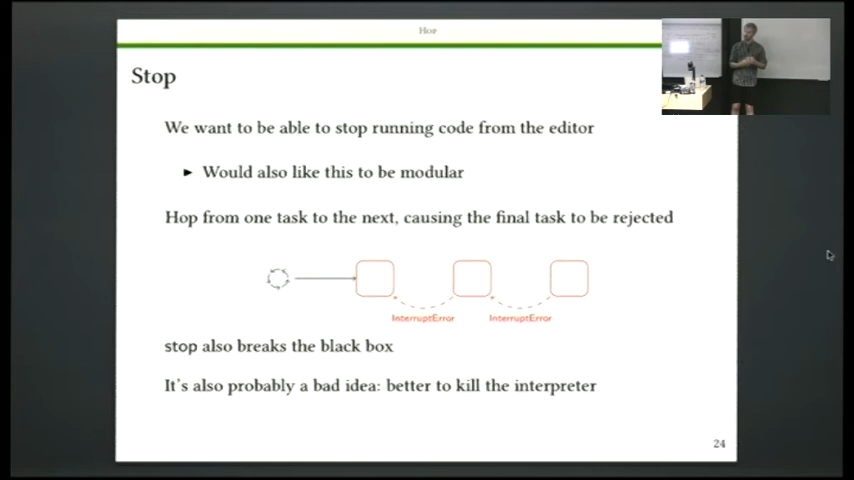 Hop
Stop
We want to be able to stop running code from the editor
Would also like this to be modular
Hop from one task to the next, causing the final task to be rejected
InterruptError InterruptError
stop also breaks the black box
It's also probably a bad idea: better to kill the interpreter
24